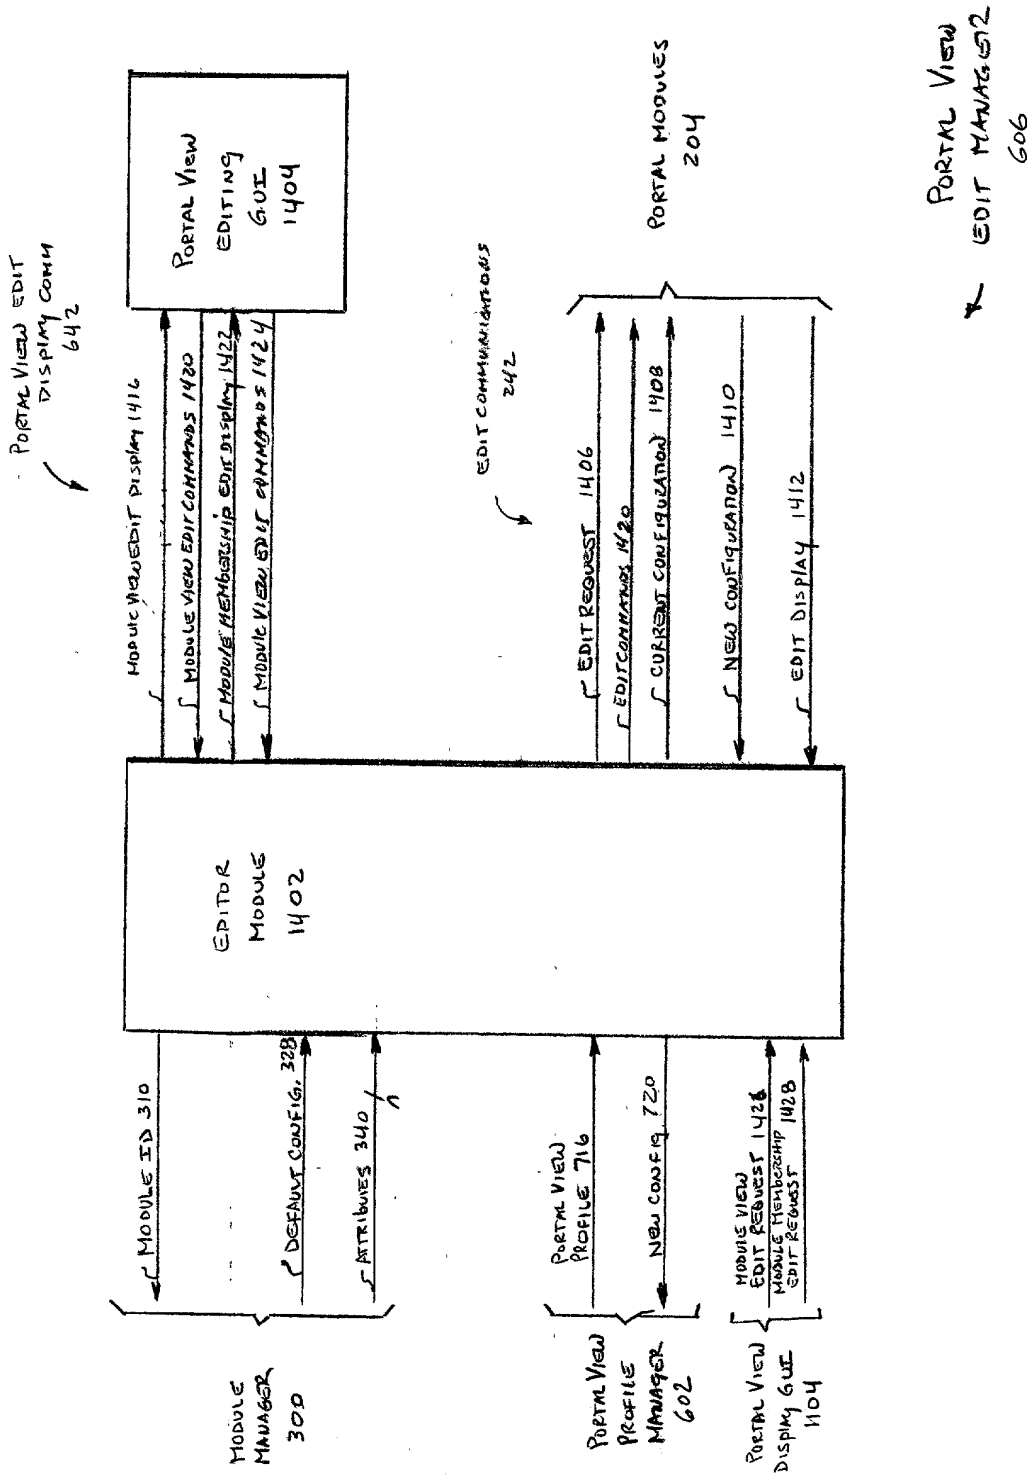 PORTAL VIEW EDIT
DISPLAY COMM
642
MODULE VIEW EDIT DISPLAY 1416
MODULE VIEW EDIT COMMANDS 1420
MODULE MEMBERSHIP EDIT DISPLAY 1422
MODULE VIEW EDIT COMMANDS 1424
PORTAL VIEW
EDITING
GUI
1404
EDITOR
MODULE
1402
MODULE ID 310
DEFAULT CONFIG. 328
ATTRIBUTES 340
MODULE
MANAGER
300
EDIT COMMUNICATIONS
242
EDIT REQUEST 1406
EDIT COMMANDS 1420
CURRENT CONFIGURATION 1408
NEW CONFIGURATION 1410
EDIT DISPLAY 1412
PORTAL MODULES
204
PORTAL VIEW
PROFILE 716
NEW CONFIG 720
PORTAL VIEW
PROFILE
MANAGER
602
MODULE VIEW
EDIT REQUEST
MODULE MEMBERSHIP
EDIT REQUEST 1428
PORTAL VIEW
DISPLAY GUI
1104
PORTAL VIEW
EDIT MANAGER
606